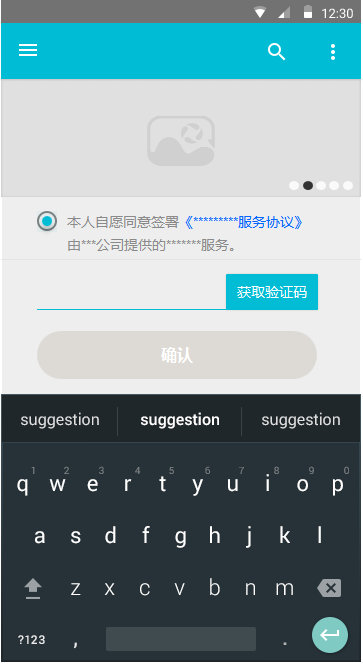 12:30
本人自愿同意签署《*********服务协议》
由***公司提供的*******服务。
获取验证码
确认
suggestion suggestion suggestion
1 2 3 4 5 6 7 8 9 0
q w e r t y u i o p
a s d f g h j k l
z x c v b n m
?123 , .